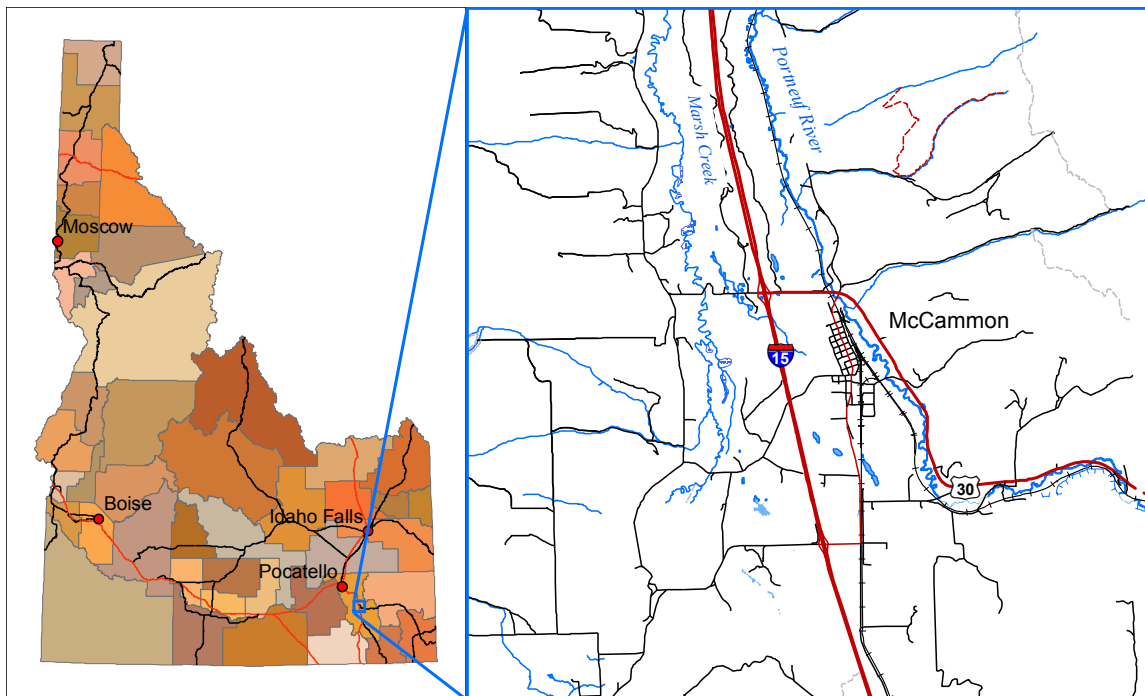 Moscow
Boise
Idaho Falls
Pocatello
Portneuf River
Marsh Creek
McCammon
15
30